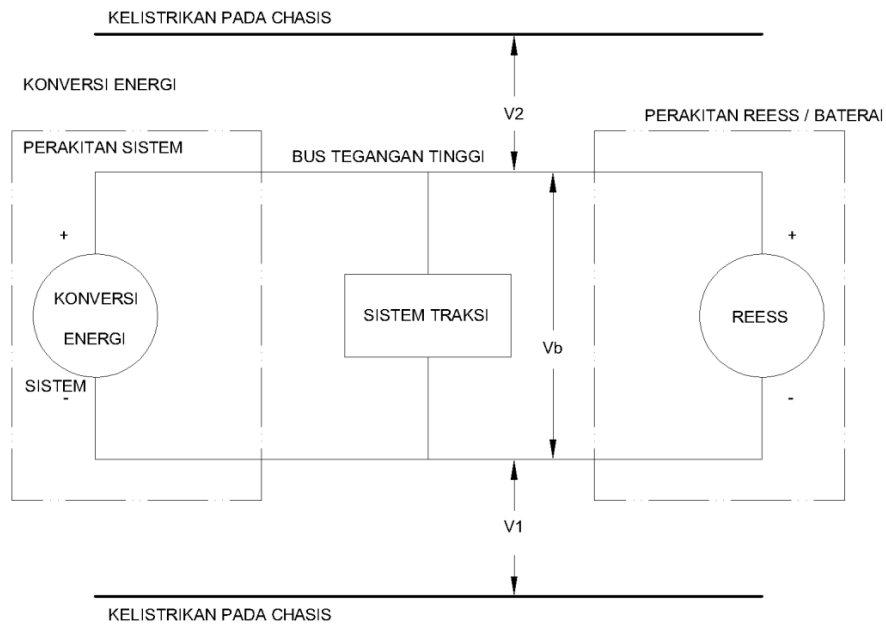 KELISTRIKAN PADA CHASIS
KONVERSI ENERGI
V2
PERAKITAN REESS / BATERAI
PERAKITAN SISTEM
BUS TEGANGAN TINGGI
+
+
KONVERSI
ENERGI
SISTEM TRAKSI
REESS
Vb
SISTEM
-
-
V1
KELISTRIKAN PADA CHASIS